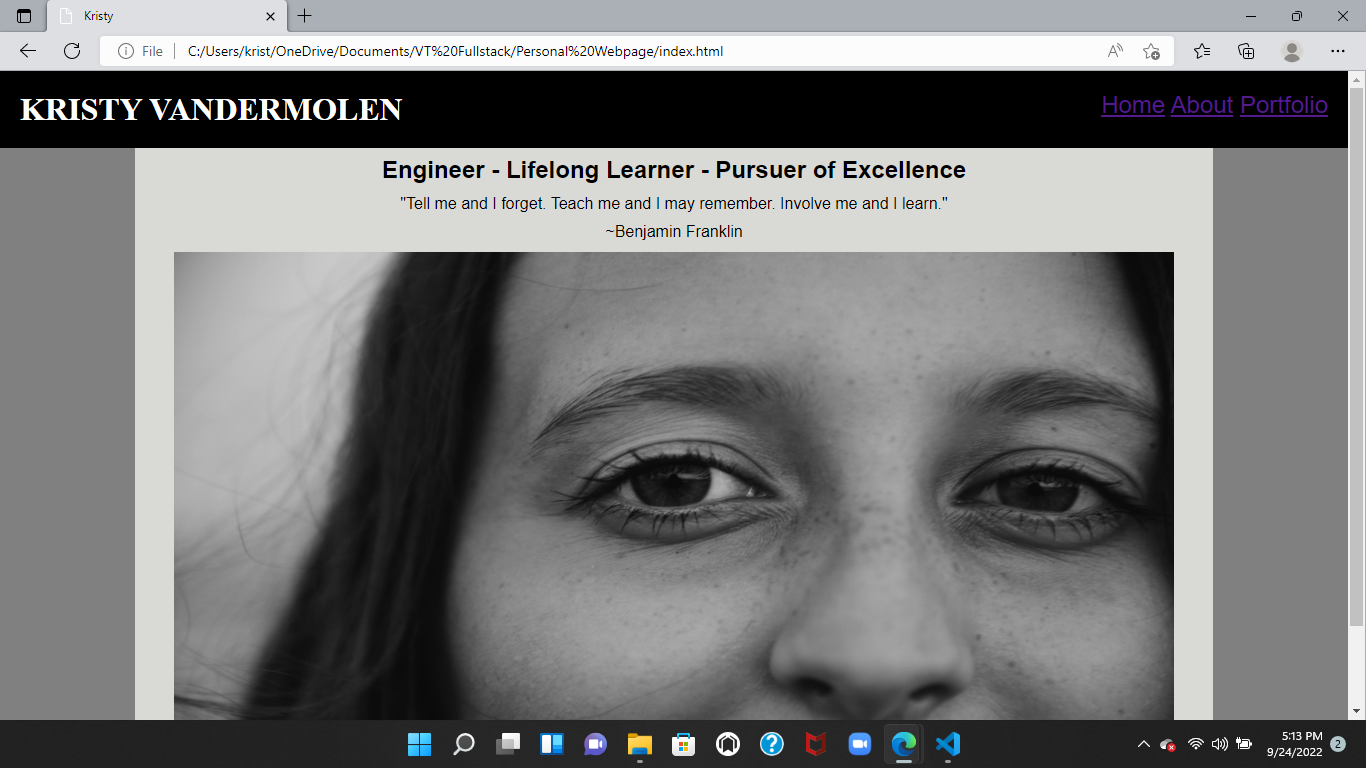 Kristy
File
C:/Users/krist/OneDrive/Documents/VT%20Fullstack/Personal%20Webpage/index.html
KRISTY VANDERMOLEN
Home About Portfolio
Engineer - Lifelong Learner - Pursuer of Excellence
"Tell me and I forget. Teach me and I may remember. Involve me and I learn."
~Benjamin Franklin
5:13 PM
9/24/2022
2